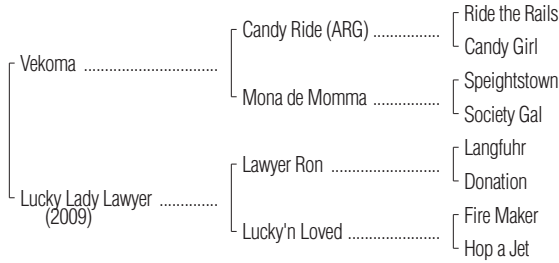 Ride the Rails
Candy Ride (ARG) ................
Candy Girl
Vekoma ................................
Speightstown
Mona de Momma ................
Society Gal
Langfuhr
Lawyer Ron ..........................
Donation
Lucky Lady Lawyer ..............
(2009)
Fire Maker
Lucky'n Loved ......................
Hop a Jet